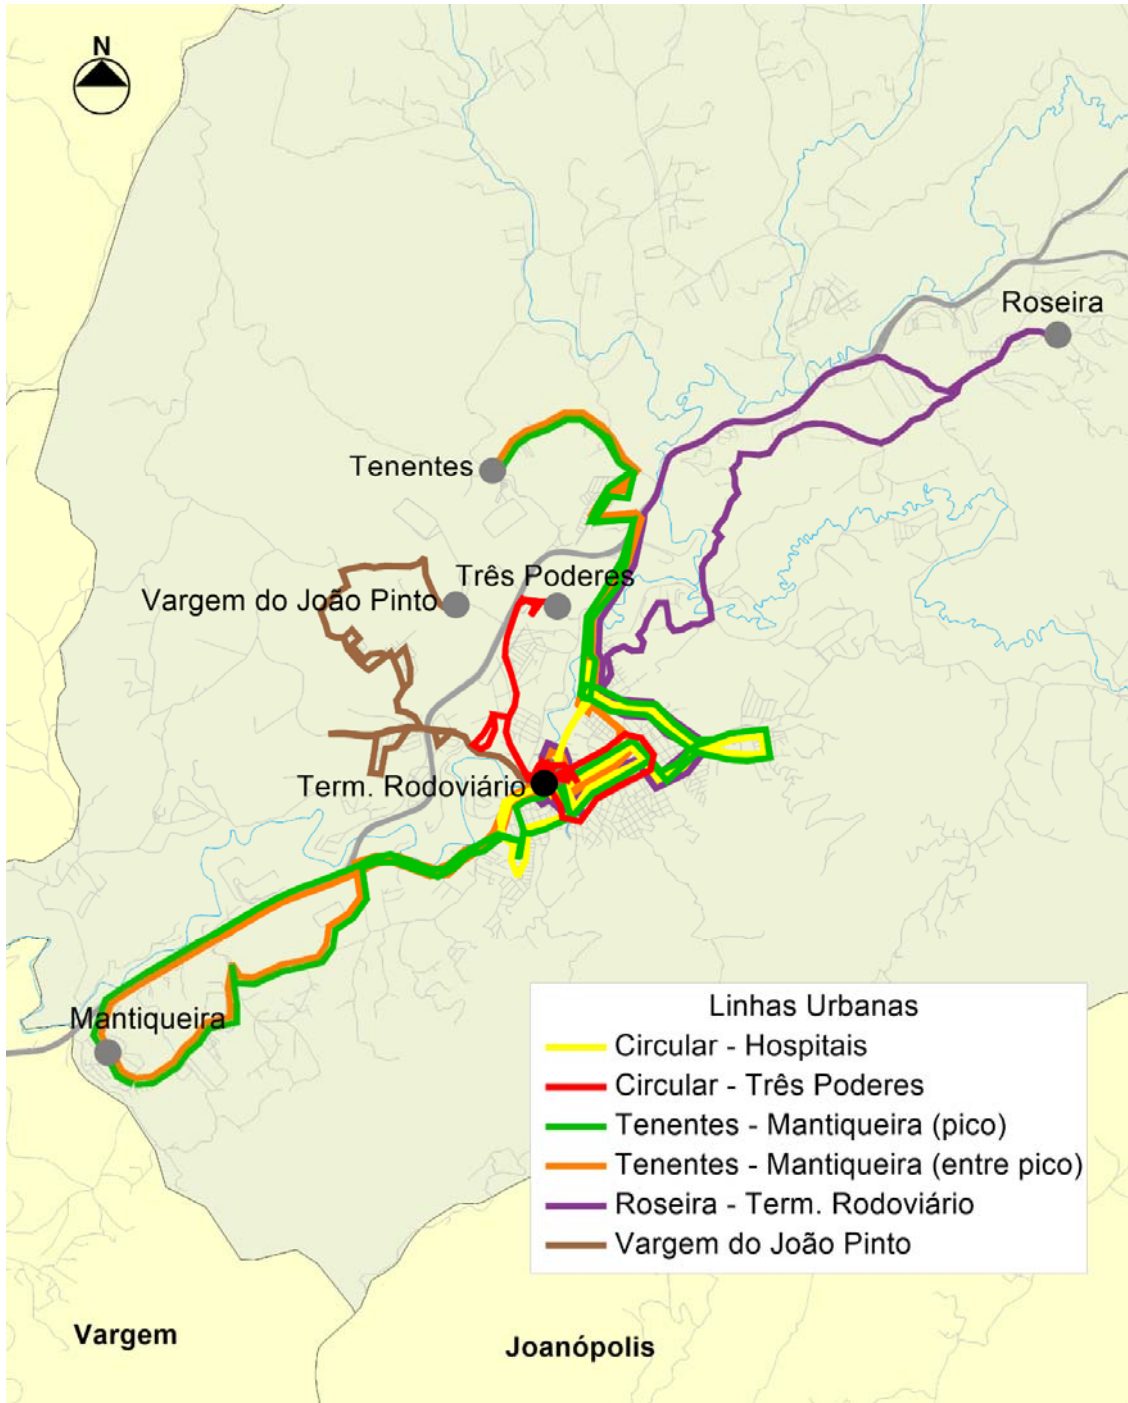 N
Roseira
Tenentes
Três Poderes
Vargem do João Pinto
Term. Rodoviário
Mantiqueira
Linhas Urbanas
Circular - Hospitais
Circular - Três Poderes
Tenentes - Mantiqueira (pico)
Tenentes - Mantiqueira (entre pico)
Roseira - Term. Rodoviário
Vargem do João Pinto
Vargem
Joanópolis